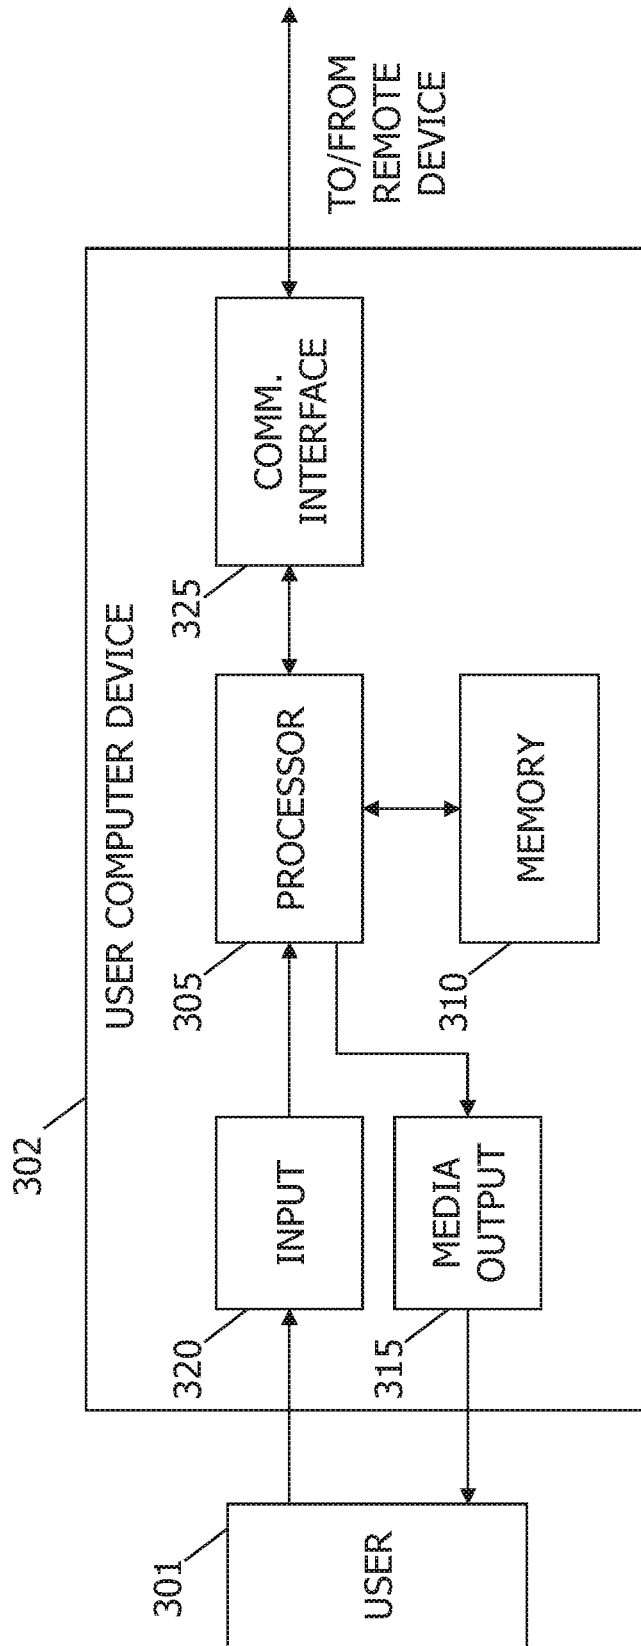 302
USER COMPUTER DEVICE
301
USER
320
INPUT
305
PROCESSOR
325
COMM.
INTERFACE
TO/FROM
REMOTE
DEVICE
315
MEDIA
OUTPUT
310
MEMORY